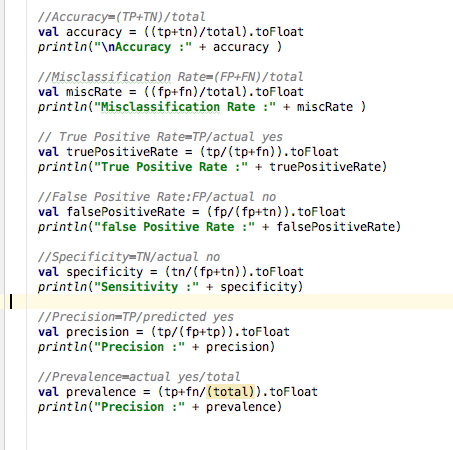 //Accuracy=(TP+TN)/total
val accuracy = ((tp+tn)/total).toFloat
println("\nAccuracy :" + accuracy )
//Misclassification Rate=(FP+FN)/total
val miscRate = ((fp+fn)/total).toFloat
println("Misclassification Rate :" + miscRate )
// True Positive Rate=TP/actual yes
val truePositiveRate = (tp/(tp+fn)).toFloat
println("True Positive Rate :" + truePositiveRate)
//False Positive Rate:FP/actual no
val falsePositiveRate = (fp/(fp+tn)).toFloat
println("false Positive Rate :" + falsePositiveRate)
//Specificity=TN/actual no
val specificity = (tn/(fp+tn)).toFloat
println("Sensitivity :" + specificity)
//Precision=TP/predicted yes
val precision = (tp/(fp+tp)).toFloat
println("Precision :" + precision)
//Prevalence=actual yes/total
val prevalence = (tp+fn/(total)).toFloat
println("Precision :" + prevalence)